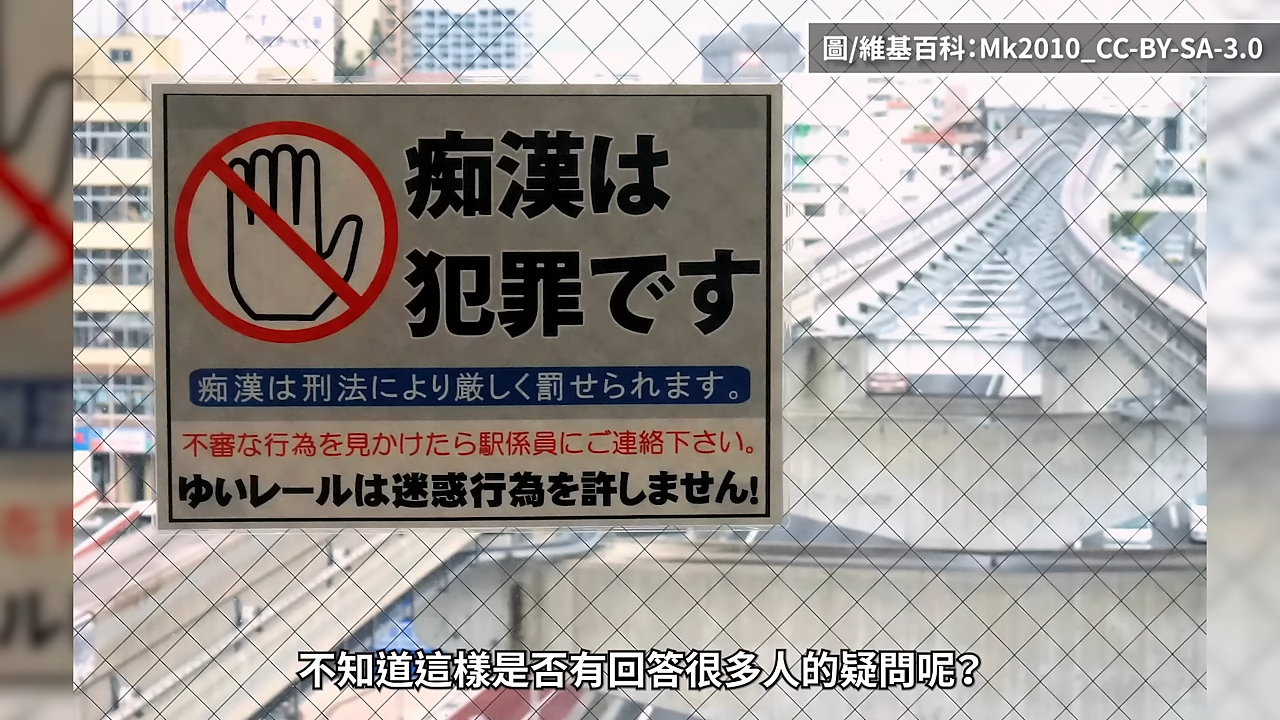 圖/維基百科:Mk2010_CC-BY-SA-3.0
痴漢は
犯罪です
痴漢は刑法により厳しく罰せられます。
不審な行為を見かけたら駅係員にご連絡下さい。
ゆいレールは迷惑行為を許しません!
不知道這樣是否有回答很多人的疑問呢?